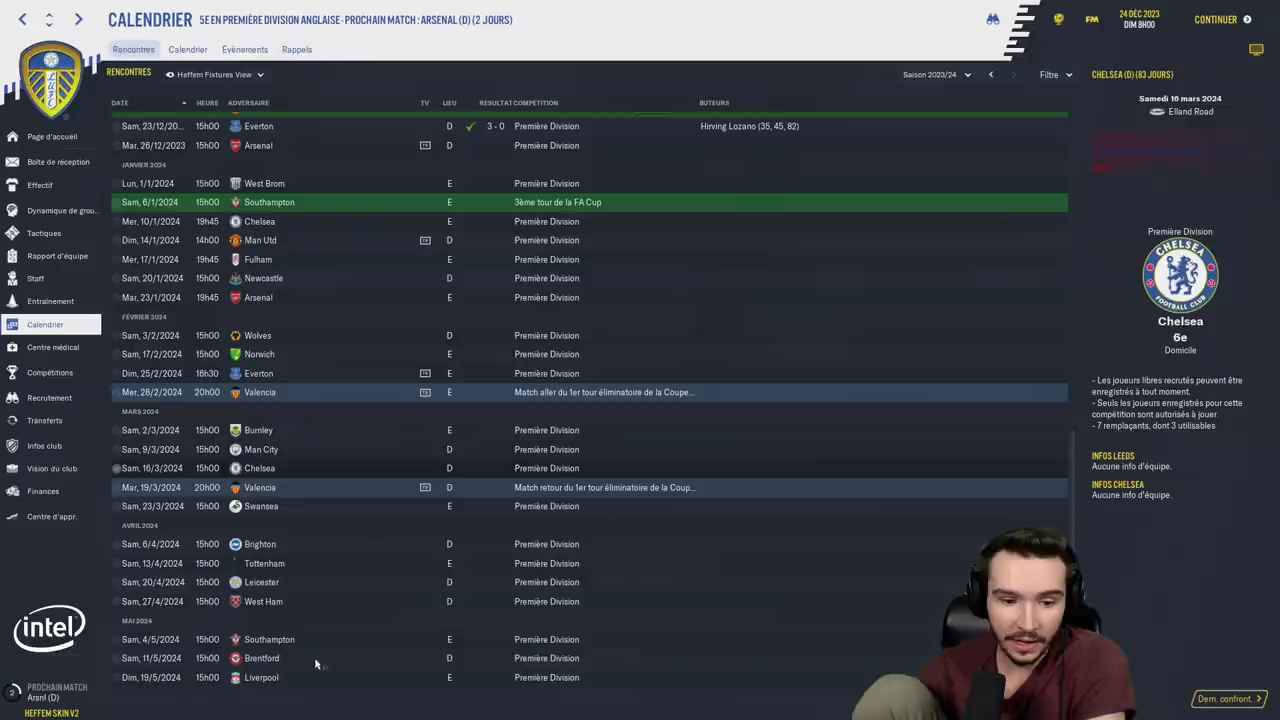 CALENDRIER 5E EN PREMIÈRE DIVISION ANGLAISE · PROCHAIN MATCH : ARSENAL (D) (2 JOURS)
FM
24 DÉC 2023
DIM 8H00
CONTINUER
Rencontres Calendrier Évènements Rappels
RENCONTRES Heffem Fixtures View Saison 2023/24 Filtre
DATE HEURE ADVERSAIRE TV LIEU RESULTAT COMPETITION BUTEURS
Sam, 23/12/20... 15h00 Everton D 3 - 0 Première Division Hirving Lozano (35, 45, 82)
Mar, 26/12/2023 15h00 Arsenal TV D Première Division
JANVIER 2024
Lun, 1/1/2024 15h00 West Brom E Première Division
Sam, 6/1/2024 15h00 Southampton E 3ème tour de la FA Cup
Mer, 10/1/2024 19h45 Chelsea E Première Division
Dim, 14/1/2024 14h00 Man Utd TV D Première Division
Mer, 17/1/2024 19h45 Fulham E Première Division
Sam, 20/1/2024 15h00 Newcastle D Première Division
Mar, 23/1/2024 19h45 Arsenal E Première Division
FÉVRIER 2024
Sam, 3/2/2024 15h00 Wolves D Première Division
Sam, 17/2/2024 15h00 Norwich E Première Division
Dim, 25/2/2024 16h30 Everton TV E Première Division
Mer, 28/2/2024 20h00 Valencia TV E Match aller du 1er tour éliminatoire de la Coupe...
MARS 2024
Sam, 2/3/2024 15h00 Burnley E Première Division
Sam, 9/3/2024 15h00 Man City D Première Division
Sam, 16/3/2024 15h00 Chelsea D Première Division
Mar, 19/3/2024 20h00 Valencia TV D Match retour du 1er tour éliminatoire de la Coup...
Sam, 23/3/2024 15h00 Swansea E Première Division
AVRIL 2024
Sam, 6/4/2024 15h00 Brighton D Première Division
Sam, 13/4/2024 15h00 Tottenham E Première Division
Sam, 20/4/2024 15h00 Leicester D Première Division
Sam, 27/4/2024 15h00 West Ham D Première Division
MAI 2024
Sam, 4/5/2024 15h00 Southampton E Première Division
Sam, 11/5/2024 15h00 Brentford D Première Division
Dim, 19/5/2024 15h00 Liverpool E Première Division
Page d'accueil
Boîte de réception
Effectif
Dynamique de grou...
Tactiques
Rapport d'équipe
Staff
Entraînement
Calendrier
Centre médical
Compétitions
Recrutement
Transferts
Infos club
Vision du club
Finances
Centre d'appr.
intel
2 PROCHAIN MATCH
Arsnl (D)
HEFFEM SKIN V2
CHELSEA (D) (83 JOURS)
Samedi 16 mars 2024
Elland Road
Première Division
CHELSEA
FOOTBALL CLUB
Chelsea
6e
Domicile
- Les joueurs libres recrutés peuvent être
enregistrés à tout moment.
- Seuls les joueurs enregistrés pour cette
compétition sont autorisés à jouer.
- 7 remplaçants, dont 3 utilisables
INFOS LEEDS
Aucune info d'équipe.
INFOS CHELSEA
Aucune info d'équipe.
Dern. confront.